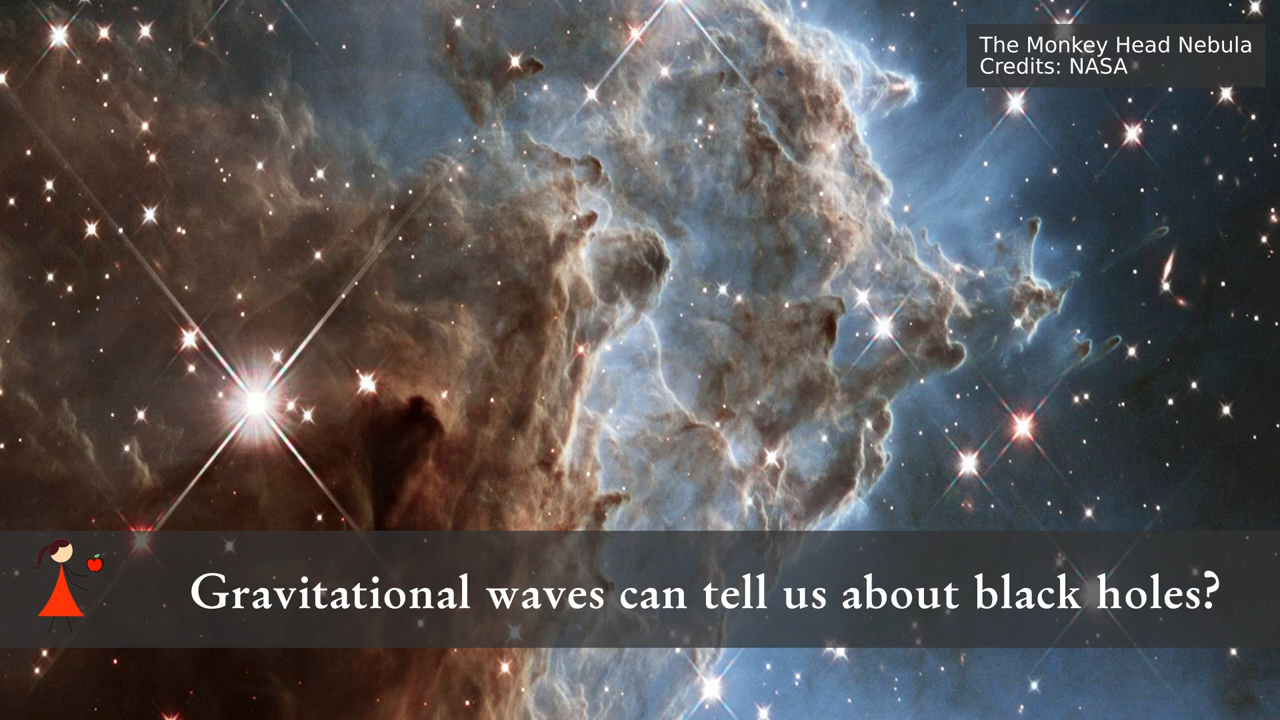 The Monkey Head Nebula
Credits: NASA
Gravitational waves can tell us about black holes?